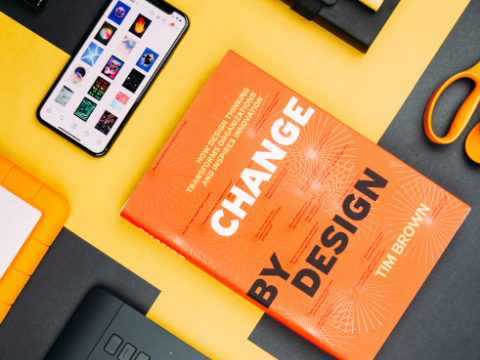 HOW DESIGN THINKING
TRANSFORMS ORGANIZATIONS
AND INSPIRES INNOVATION
CHANGE
BY
DESIGN
TIM BROWN